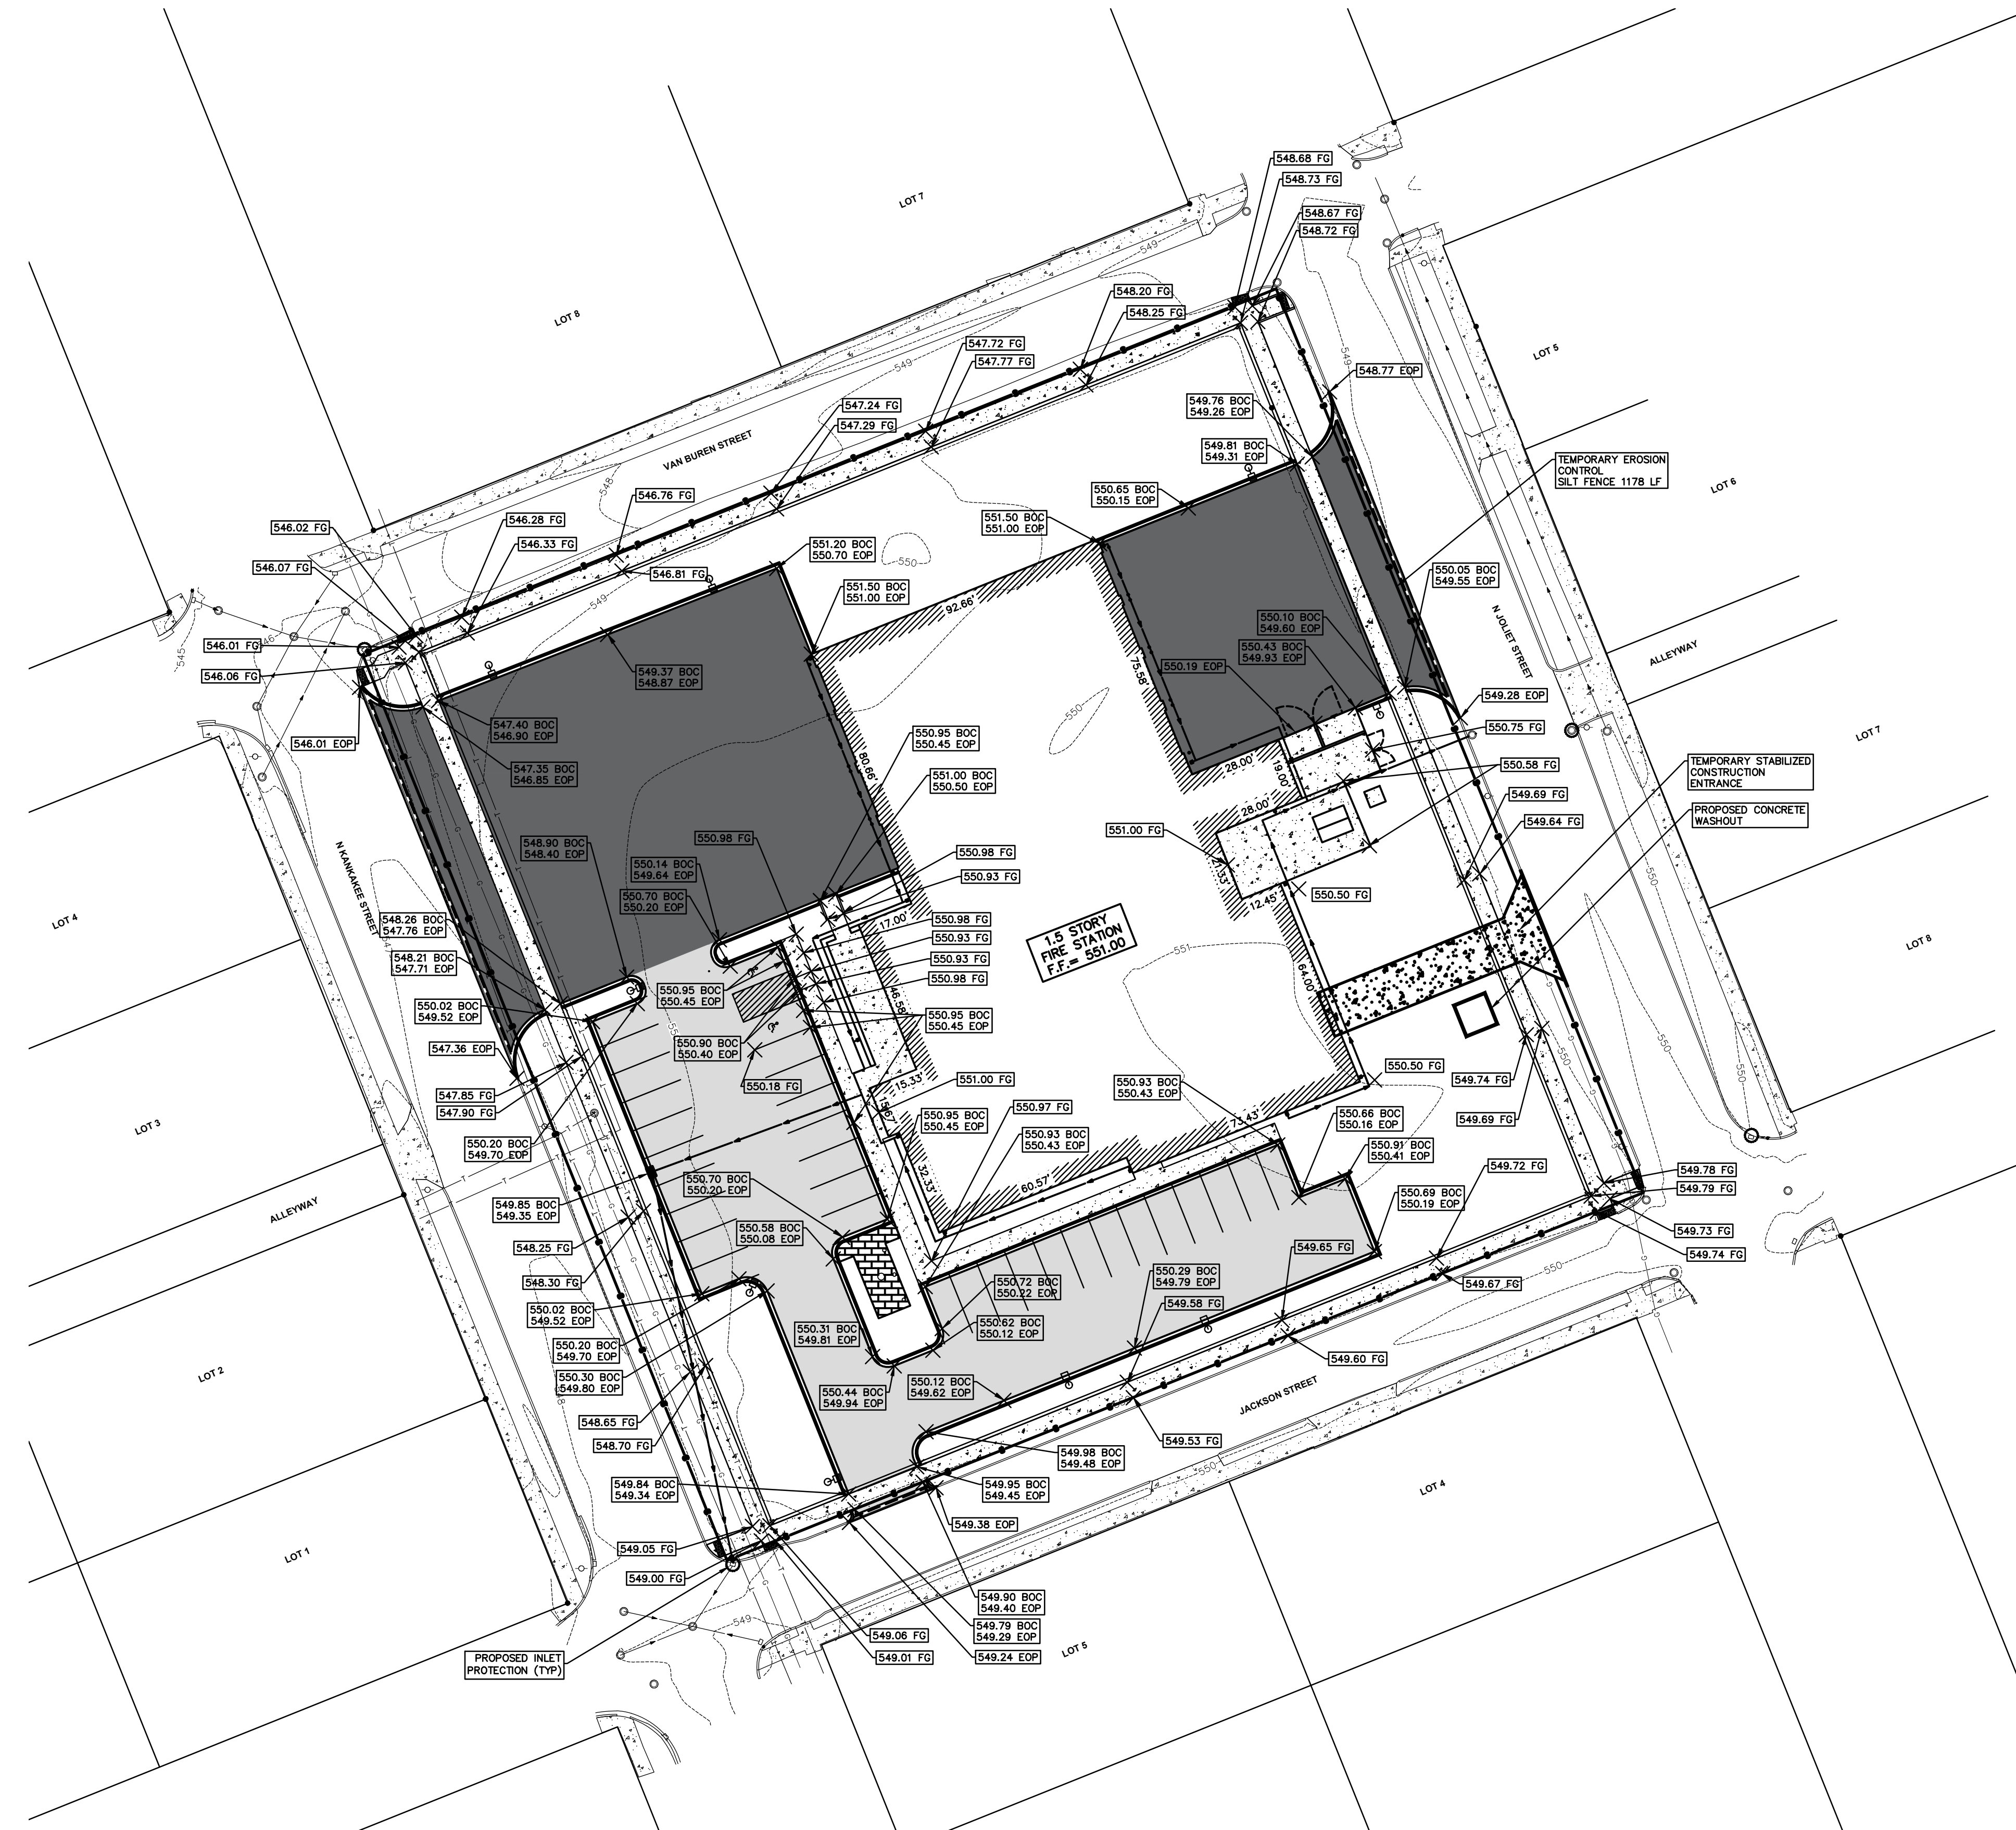 548.68 FG
548.73 FG
LOT 7
548.67 FG
548.72 FG
549
549
548.20 FG
548.25 FG
LOT 8
547.72 FG
547.77 FG
LOT 5
549
549
548.77 EOP
547.24 FG
547.29 FG
549.76 BOC
549.26 EOP
VAN BUREN STREET
549.81 BOC
549.31 EOP
TEMPORARY EROSION
CONTROL
SILT FENCE 1178 LF
LOT 6
548
546.76 FG
550.65 BOC
550.15 EOP
546.02 FG
546.28 FG
551.50 BOC
551.00 EOP
546.33 FG
551.20 BOC
550.70 EOP
550
546.07 FG
546.81 FG
550.05 BOC
549.55 EOP
551.50 BOC
551.00 EOP
549
92.66'
N JOLIET STREET
550.10 BOC
549.60 EOP
546
546.01 FG
545
550.43 BOC
549.93 EOP
ALLEYWAY
75.58'
550.19 EOP
546.06 FG
549.37 BOC
548.87 EOP
549.28 EOP
550
547.40 BOC
546.90 EOP
550.75 FG
546.01 EOP
550.95 BOC
550.45 EOP
LOT 7
80.66'
28.00'
19.00'
550.58 FG
547.35 BOC
546.85 EOP
551.00 BOC
550.50 EOP
TEMPORARY STABILIZED
CONSTRUCTION
ENTRANCE
28.00'
549.69 FG
PROPOSED CONCRETE
WASHOUT
549.64 FG
551.00 FG
550.98 FG
548.90 BOC
548.40 EOP
550.98 FG
550.14 BOC
549.64 EOP
N KANKAKEE STREET
550.93 FG
21.33'
550.50 FG
550.70 BOC
550.20 EOP
12.45'
LOT 4
548.26 BOC
547.76 EOP
550.98 FG
17.00'
550.93 FG
1.5 STORY
FIRE STATION
F.F.= 551.00
551
LOT 8
548.21 BOC
547.71 EOP
550.93 FG
550.98 FG
64.00'
550.95 BOC
550.45 EOP
46.58'
550.02 BOC
549.52 EOP
550.95 BOC
550.45 EOP
550
550.90 BOC
550.40 EOP
547.36 EOP
550
550
550.50 FG
549.74 FG
551.00 FG
550.18 FG
15.33'
550.93 BOC
550.43 EOP
547.85 FG
547.90 FG
550.97 FG
549.69 FG
15.67'
550.95 BOC
550.45 EOP
550.66 BOC
550.16 EOP
LOT 3
73.43'
550.93 BOC
550.43 EOP
550.20 BOC
549.70 EOP
550.91 BOC
550.41 EOP
549.72 FG
549.78 FG
32.33'
60.57'
549.79 FG
550.70 BOC
550.20 EOP
550.69 BOC
550.19 EOP
ALLEYWAY
549.85 BOC
549.35 EOP
550.58 BOC
550.08 EOP
549.73 FG
549.74 FG
548.25 FG
549.65 FG
548.30 FG
550.29 BOC
549.79 EOP
550
549.67 FG
550.72 BOC
550.22 EOP
549.58 FG
550.02 BOC
549.52 EOP
550.62 BOC
550.12 EOP
550.31 BOC
549.81 EOP
550.20 BOC
549.70 EOP
549.60 FG
LOT 2
550.30 BOC
549.80 EOP
550.44 BOC
549.94 EOP
550.12 BOC
549.62 EOP
JACKSON STREET
548.65 FG
548.70 FG
549.53 FG
549.98 BOC
549.48 EOP
550
549.84 BOC
549.34 EOP
549.95 BOC
549.45 EOP
LOT 4
549.38 EOP
549.05 FG
LOT 1
549.00 FG
549.90 BOC
549.40 EOP
549
549.79 BOC
549.29 EOP
549.06 FG
549.01 FG
549.24 EOP
LOT 5
PROPOSED INLET
PROTECTION (TYP)